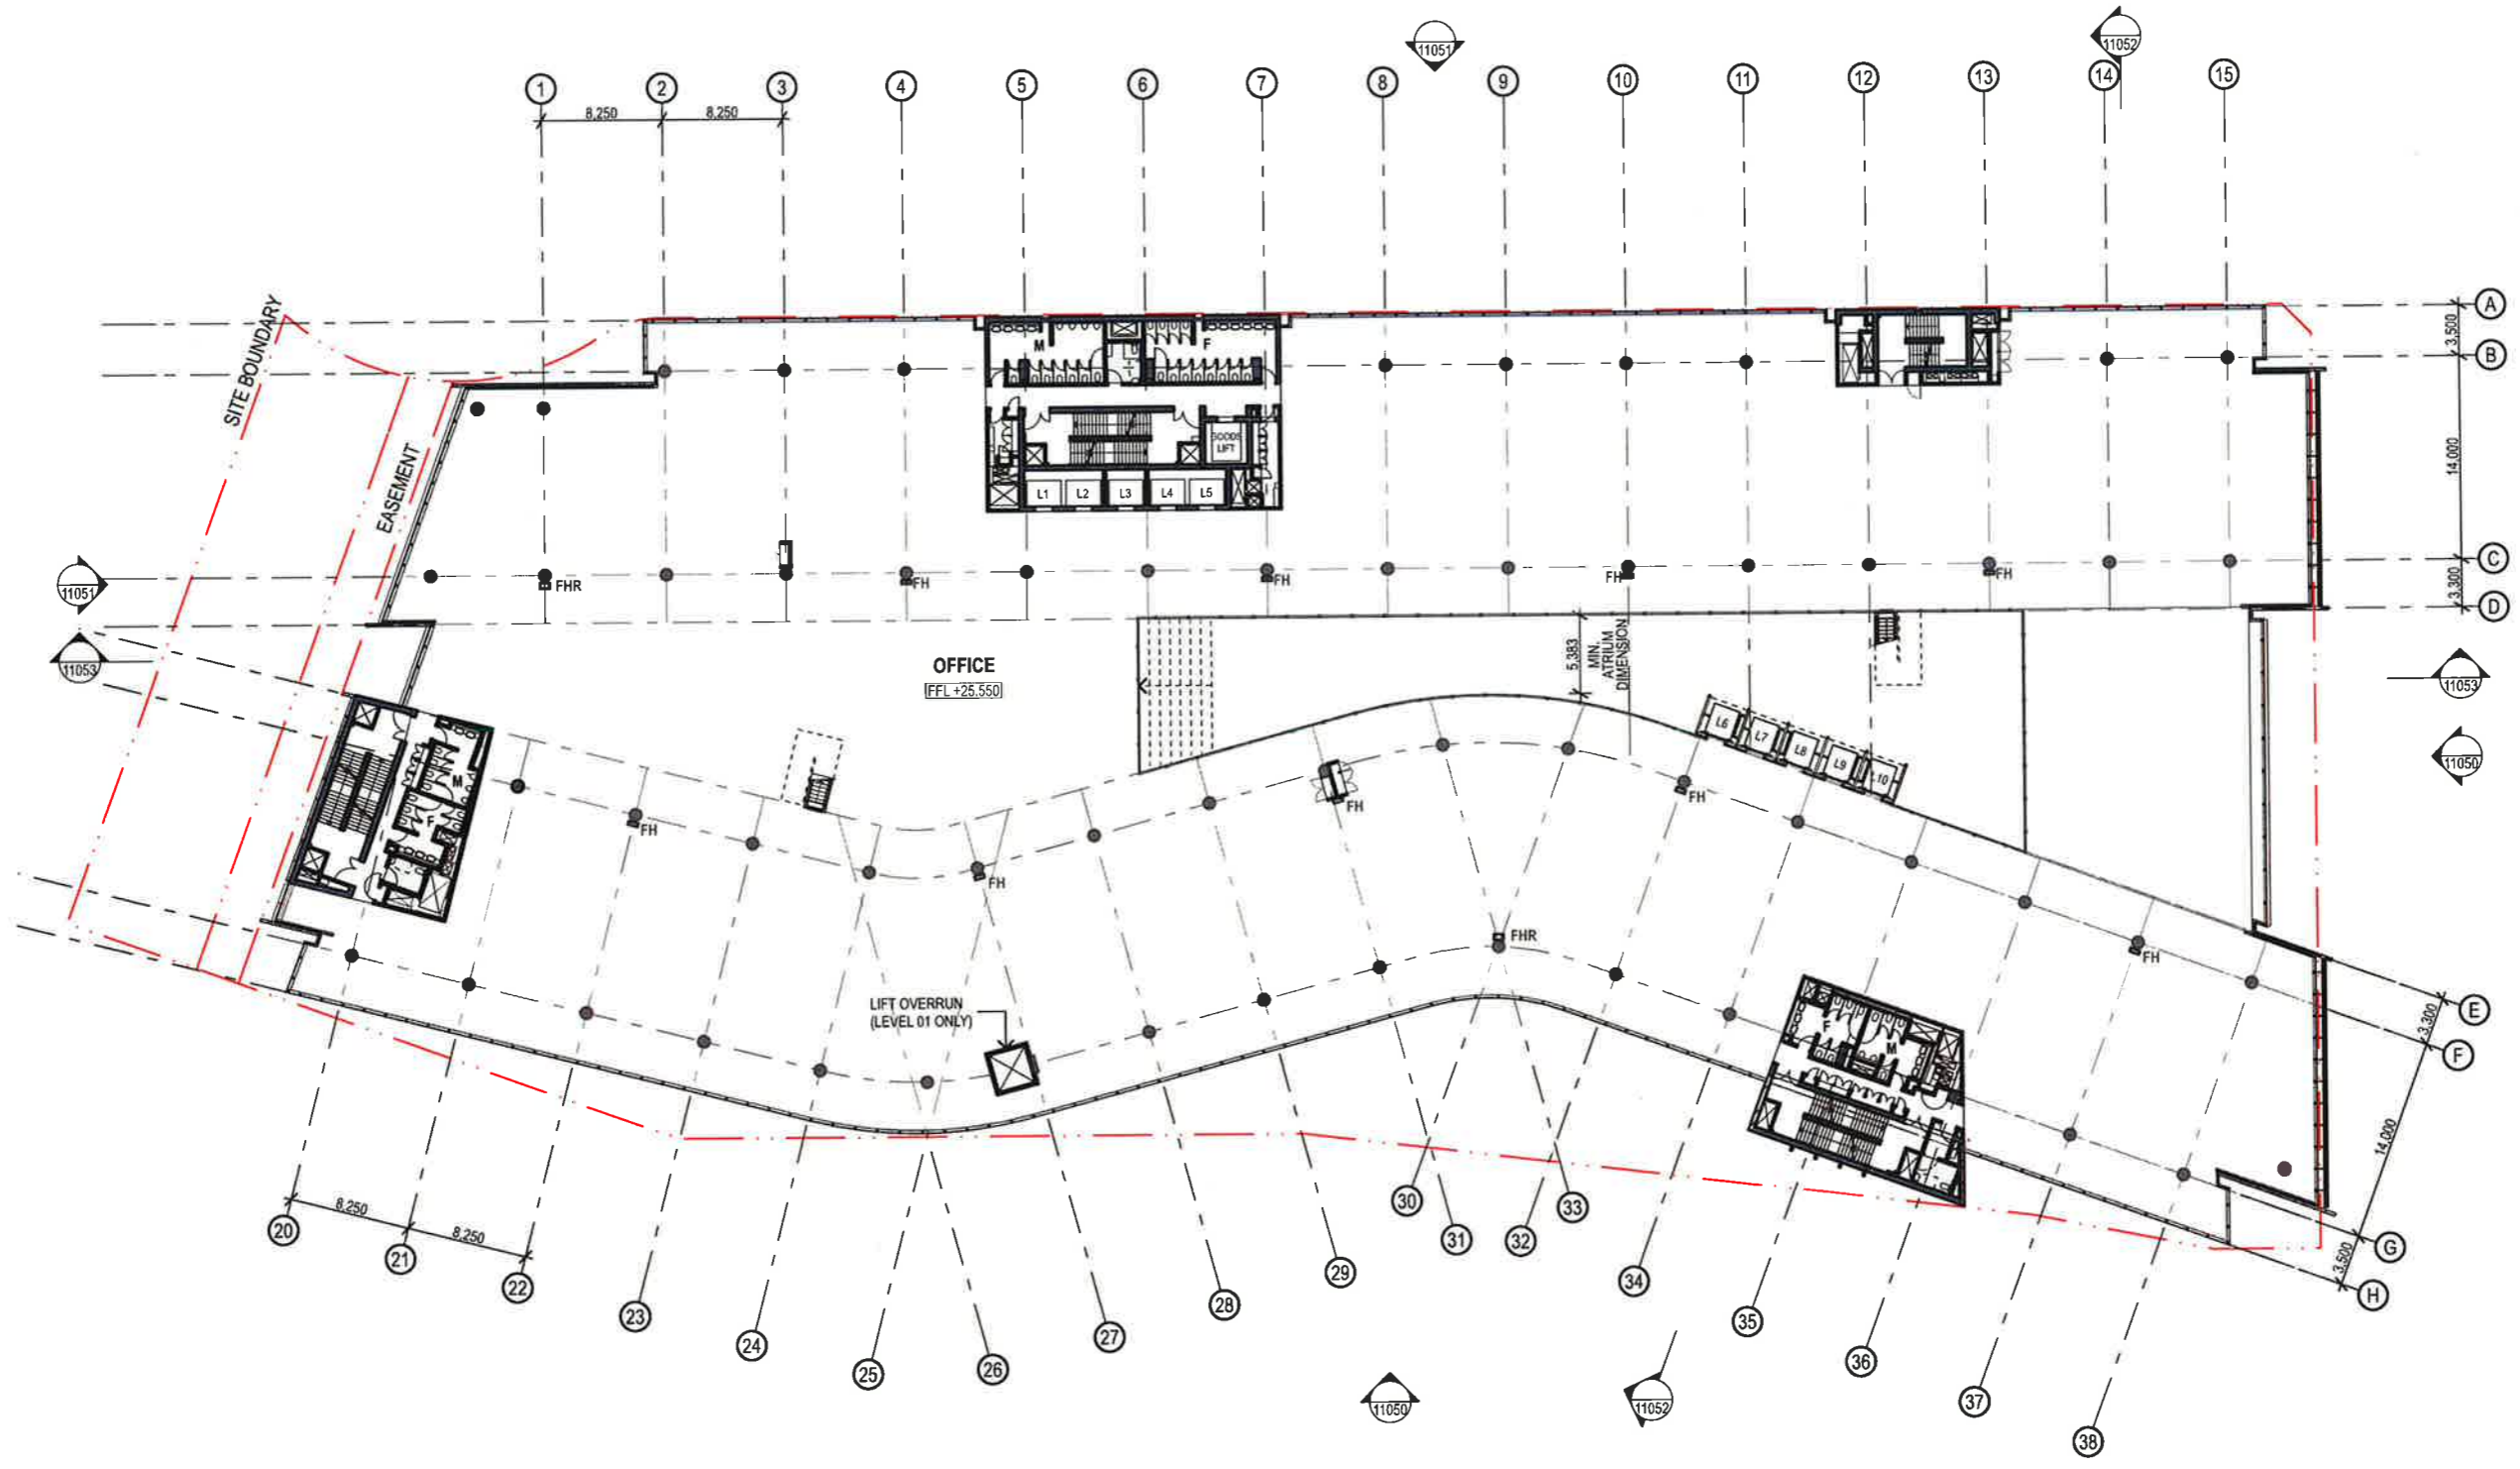 11051
11052
1
2
3
4
5
6
7
8
9
10
11
12
13
14
15
8,250
8,250
A
3,500
B
SITE BOUNDARY
M
F
EASEMENT
GOODS
LIFT
14,000
L1
L2
L3
L4
L5
C
11051
FHR
FH
FH
FH
FH
3,300
D
11053
OFFICE
FFL +25.550
5,383
MIN.
ATRIUM
DIMENSION
11053
L6
L7
L8
L9
L10
11050
M
F
FH
FH
FH
FH
FHR
FH
LIFT OVERRUN
(LEVEL 01 ONLY)
F
M
E
3,300
F
14,000
G
3,500
H
8,250
8,250
20
21
22
23
24
25
26
27
28
29
30
31
32
33
34
35
36
37
38
11050
11052